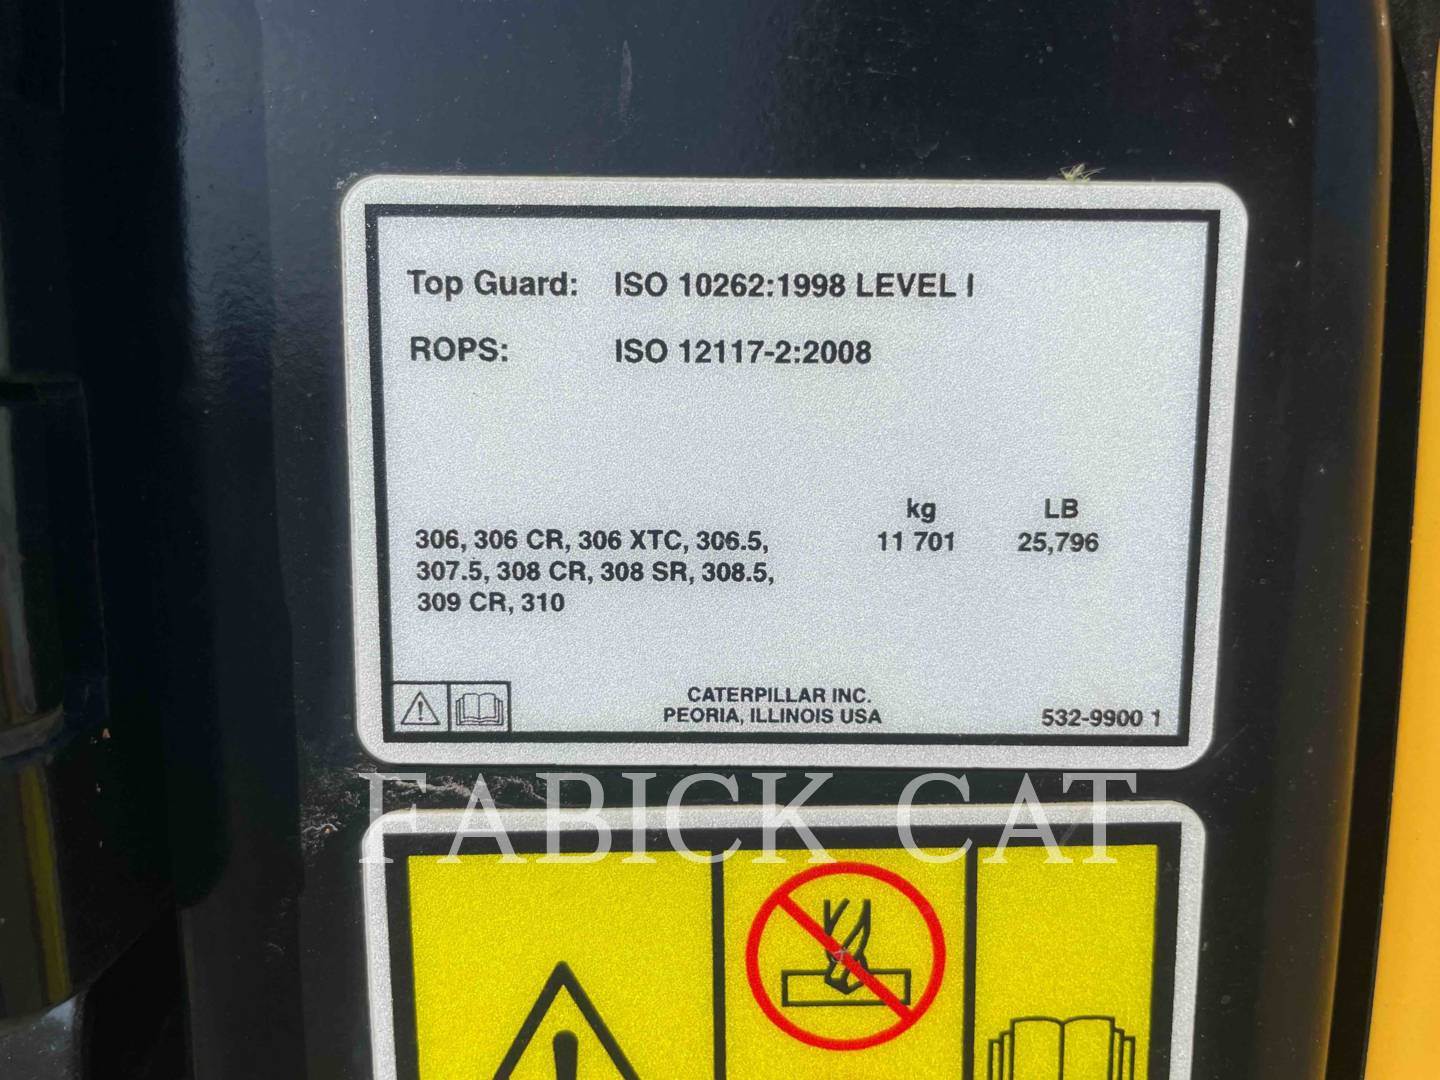 Top Guard: ISO 10262:1998 LEVEL I
ROPS: ISO 12117-2:2008
kg LB
306, 306 CR, 306 XTC, 306.5, 11 701 25,796
307.5, 308 CR, 308 SR, 308.5,
309 CR, 310
CATERPILLAR INC.
PEORIA, ILLINOIS USA
532-9900 1
FABICK CAT